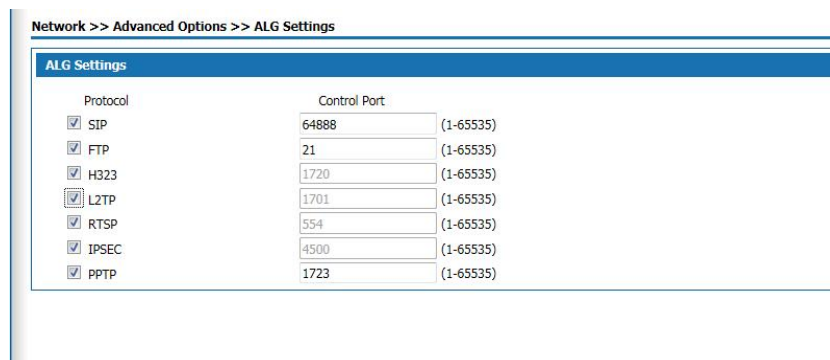 Network >> Advanced Options >> ALG Settings
ALG Settings
Protocol Control Port
SIP 64888 (1-65535)
FTP 21 (1-65535)
H323 1720 (1-65535)
L2TP 1701 (1-65535)
RTSP 554 (1-65535)
IPSEC 4500 (1-65535)
PPTP 1723 (1-65535)